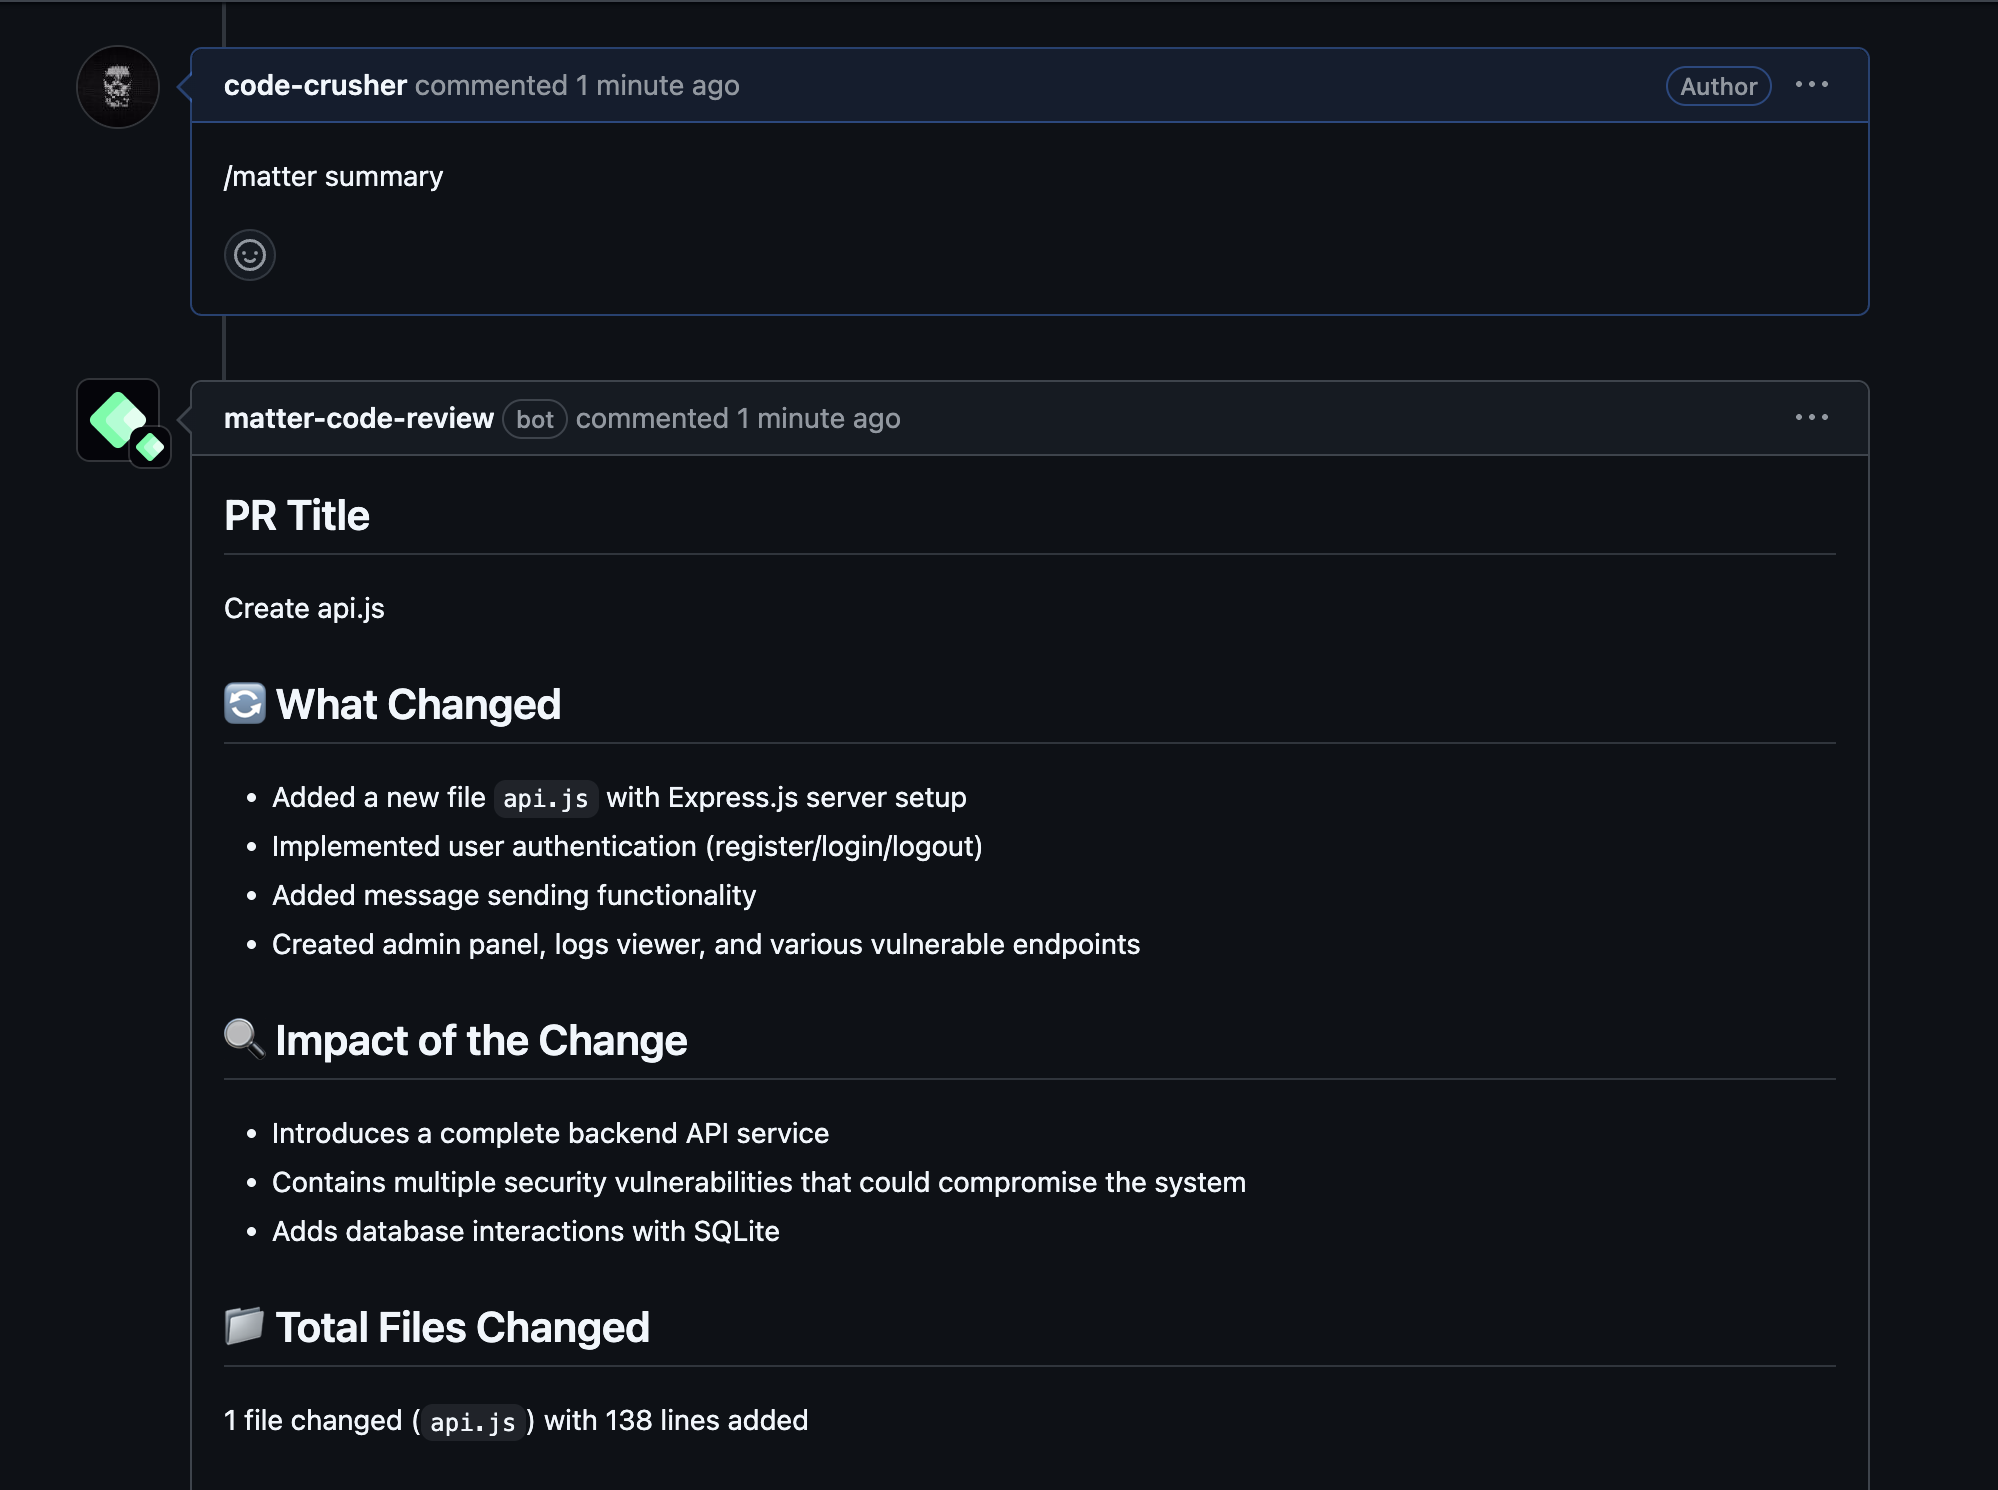 code-crusher commented 1 minute ago Author
/matter summary
matter-code-review bot commented 1 minute ago
PR Title
Create api.js
What Changed
Added a new file api.js with Express.js server setup
Implemented user authentication (register/login/logout)
Added message sending functionality
Created admin panel, logs viewer, and various vulnerable endpoints
Impact of the Change
Introduces a complete backend API service
Contains multiple security vulnerabilities that could compromise the system
Adds database interactions with SQLite
Total Files Changed
1 file changed (api.js) with 138 lines added